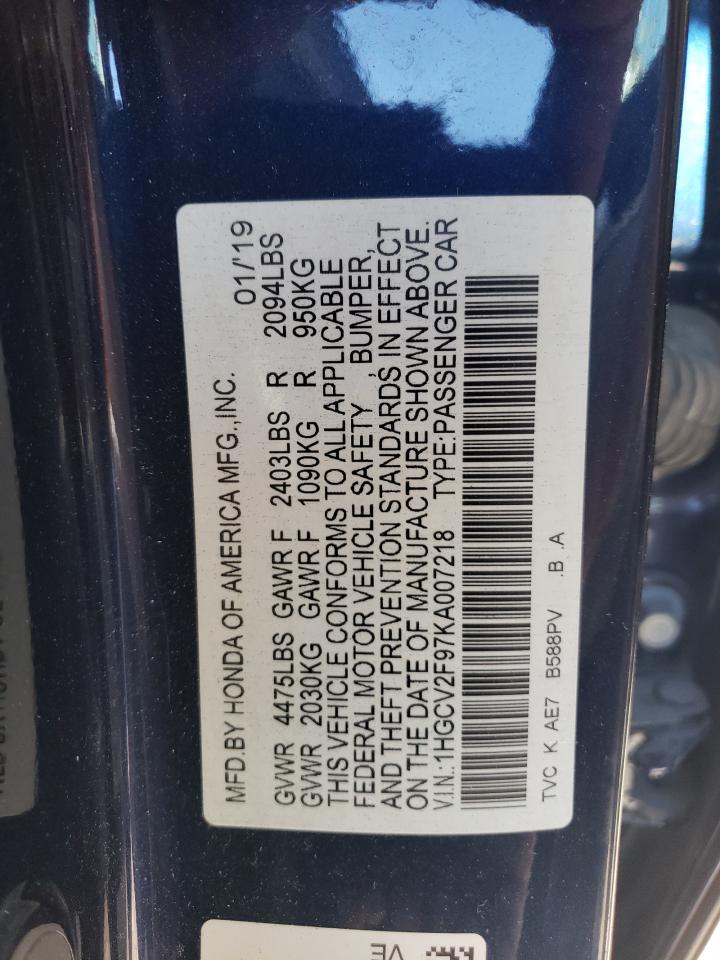 MFD.BY HONDA OF AMERICA MFG.,INC. 01/'19
GVWR 4475LBS GAWR F 2403LBS R 2094LBS
GVWR 2030KG GAWR F 1090KG R 950KG
THIS VEHICLE CONFORMS TO ALL APPLICABLE
FEDERAL MOTOR VEHICLE SAFETY , BUMPER,
AND THEFT PREVENTION STANDARDS IN EFFECT
ON THE DATE OF MANUFACTURE SHOWN ABOVE.
V.I.N.:1HGCV2F97KA007218 TYPE:PASSENGER CAR
TVC K AE7 B588PV .B .A